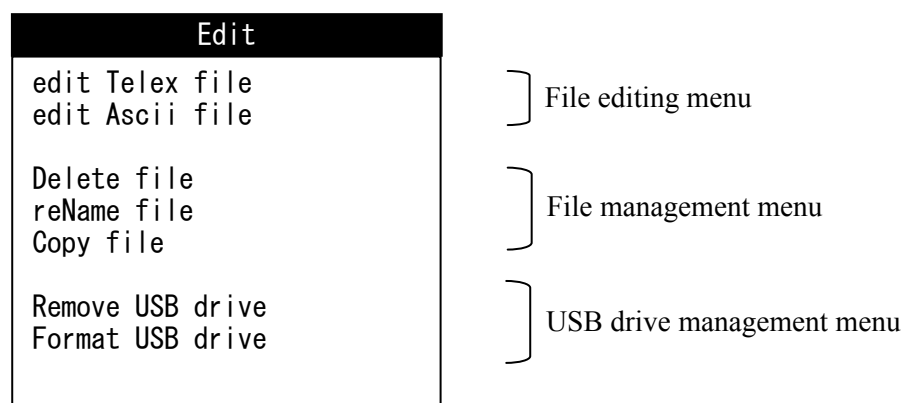 Edit
edit Telex file
edit Ascii file
File editing menu
Delete file
reName file
Copy file
File management menu
Remove USB drive
Format USB drive
USB drive management menu